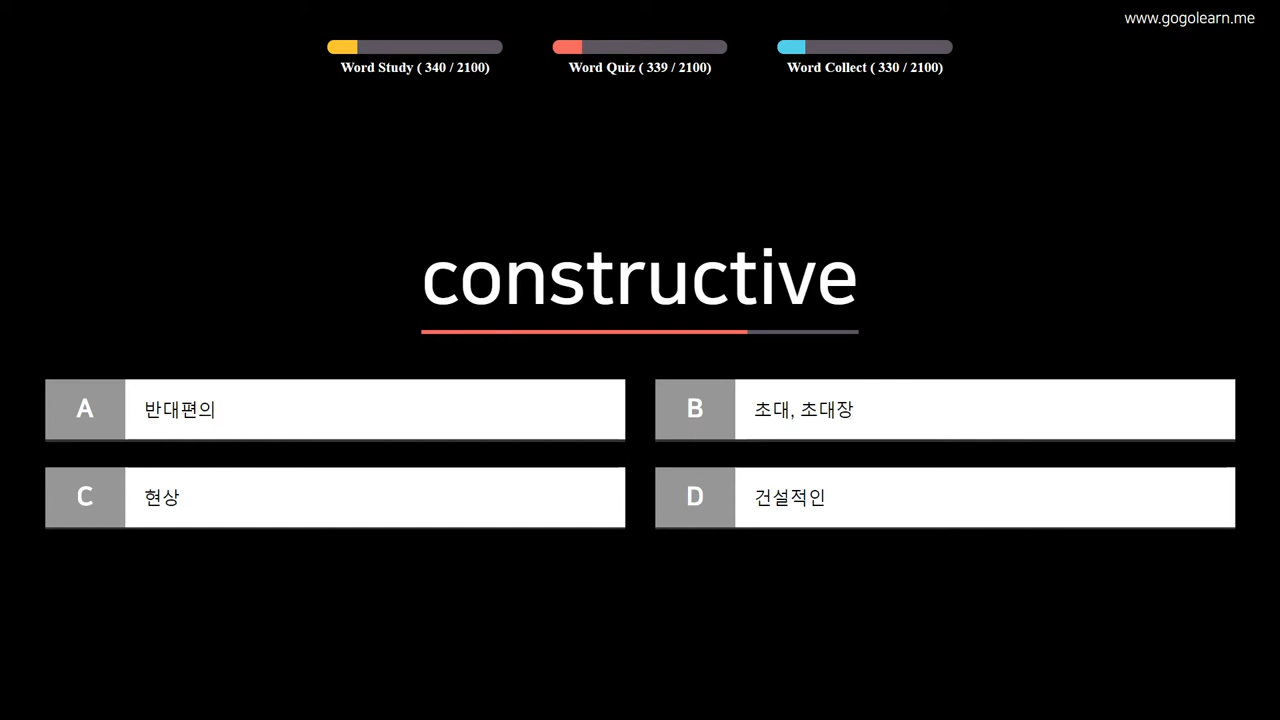 www.gogolearn.me
Word Study ( 340 / 2100)
Word Quiz ( 339 / 2100)
Word Collect ( 330 / 2100)
constructive
A 반대편의
B 초대, 초대장
C 현상
D 건설적인